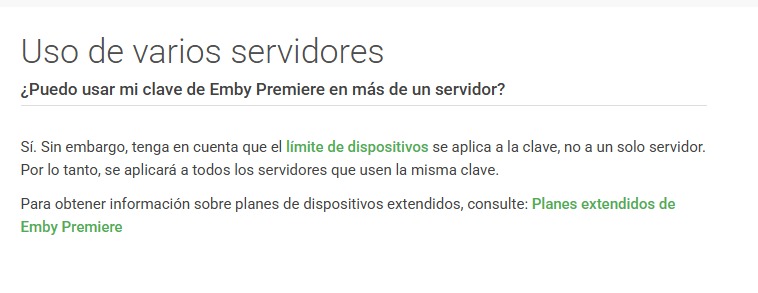 Uso de varios servidores
¿Puedo usar mi clave de Emby Premiere en más de un servidor?
Sí. Sin embargo, tenga en cuenta que el límite de dispositivos se aplica a la clave, no a un solo servidor.
Por lo tanto, se aplicará a todos los servidores que usen la misma clave.
Para obtener información sobre planes de dispositivos extendidos, consulte: Planes extendidos de
Emby Premiere